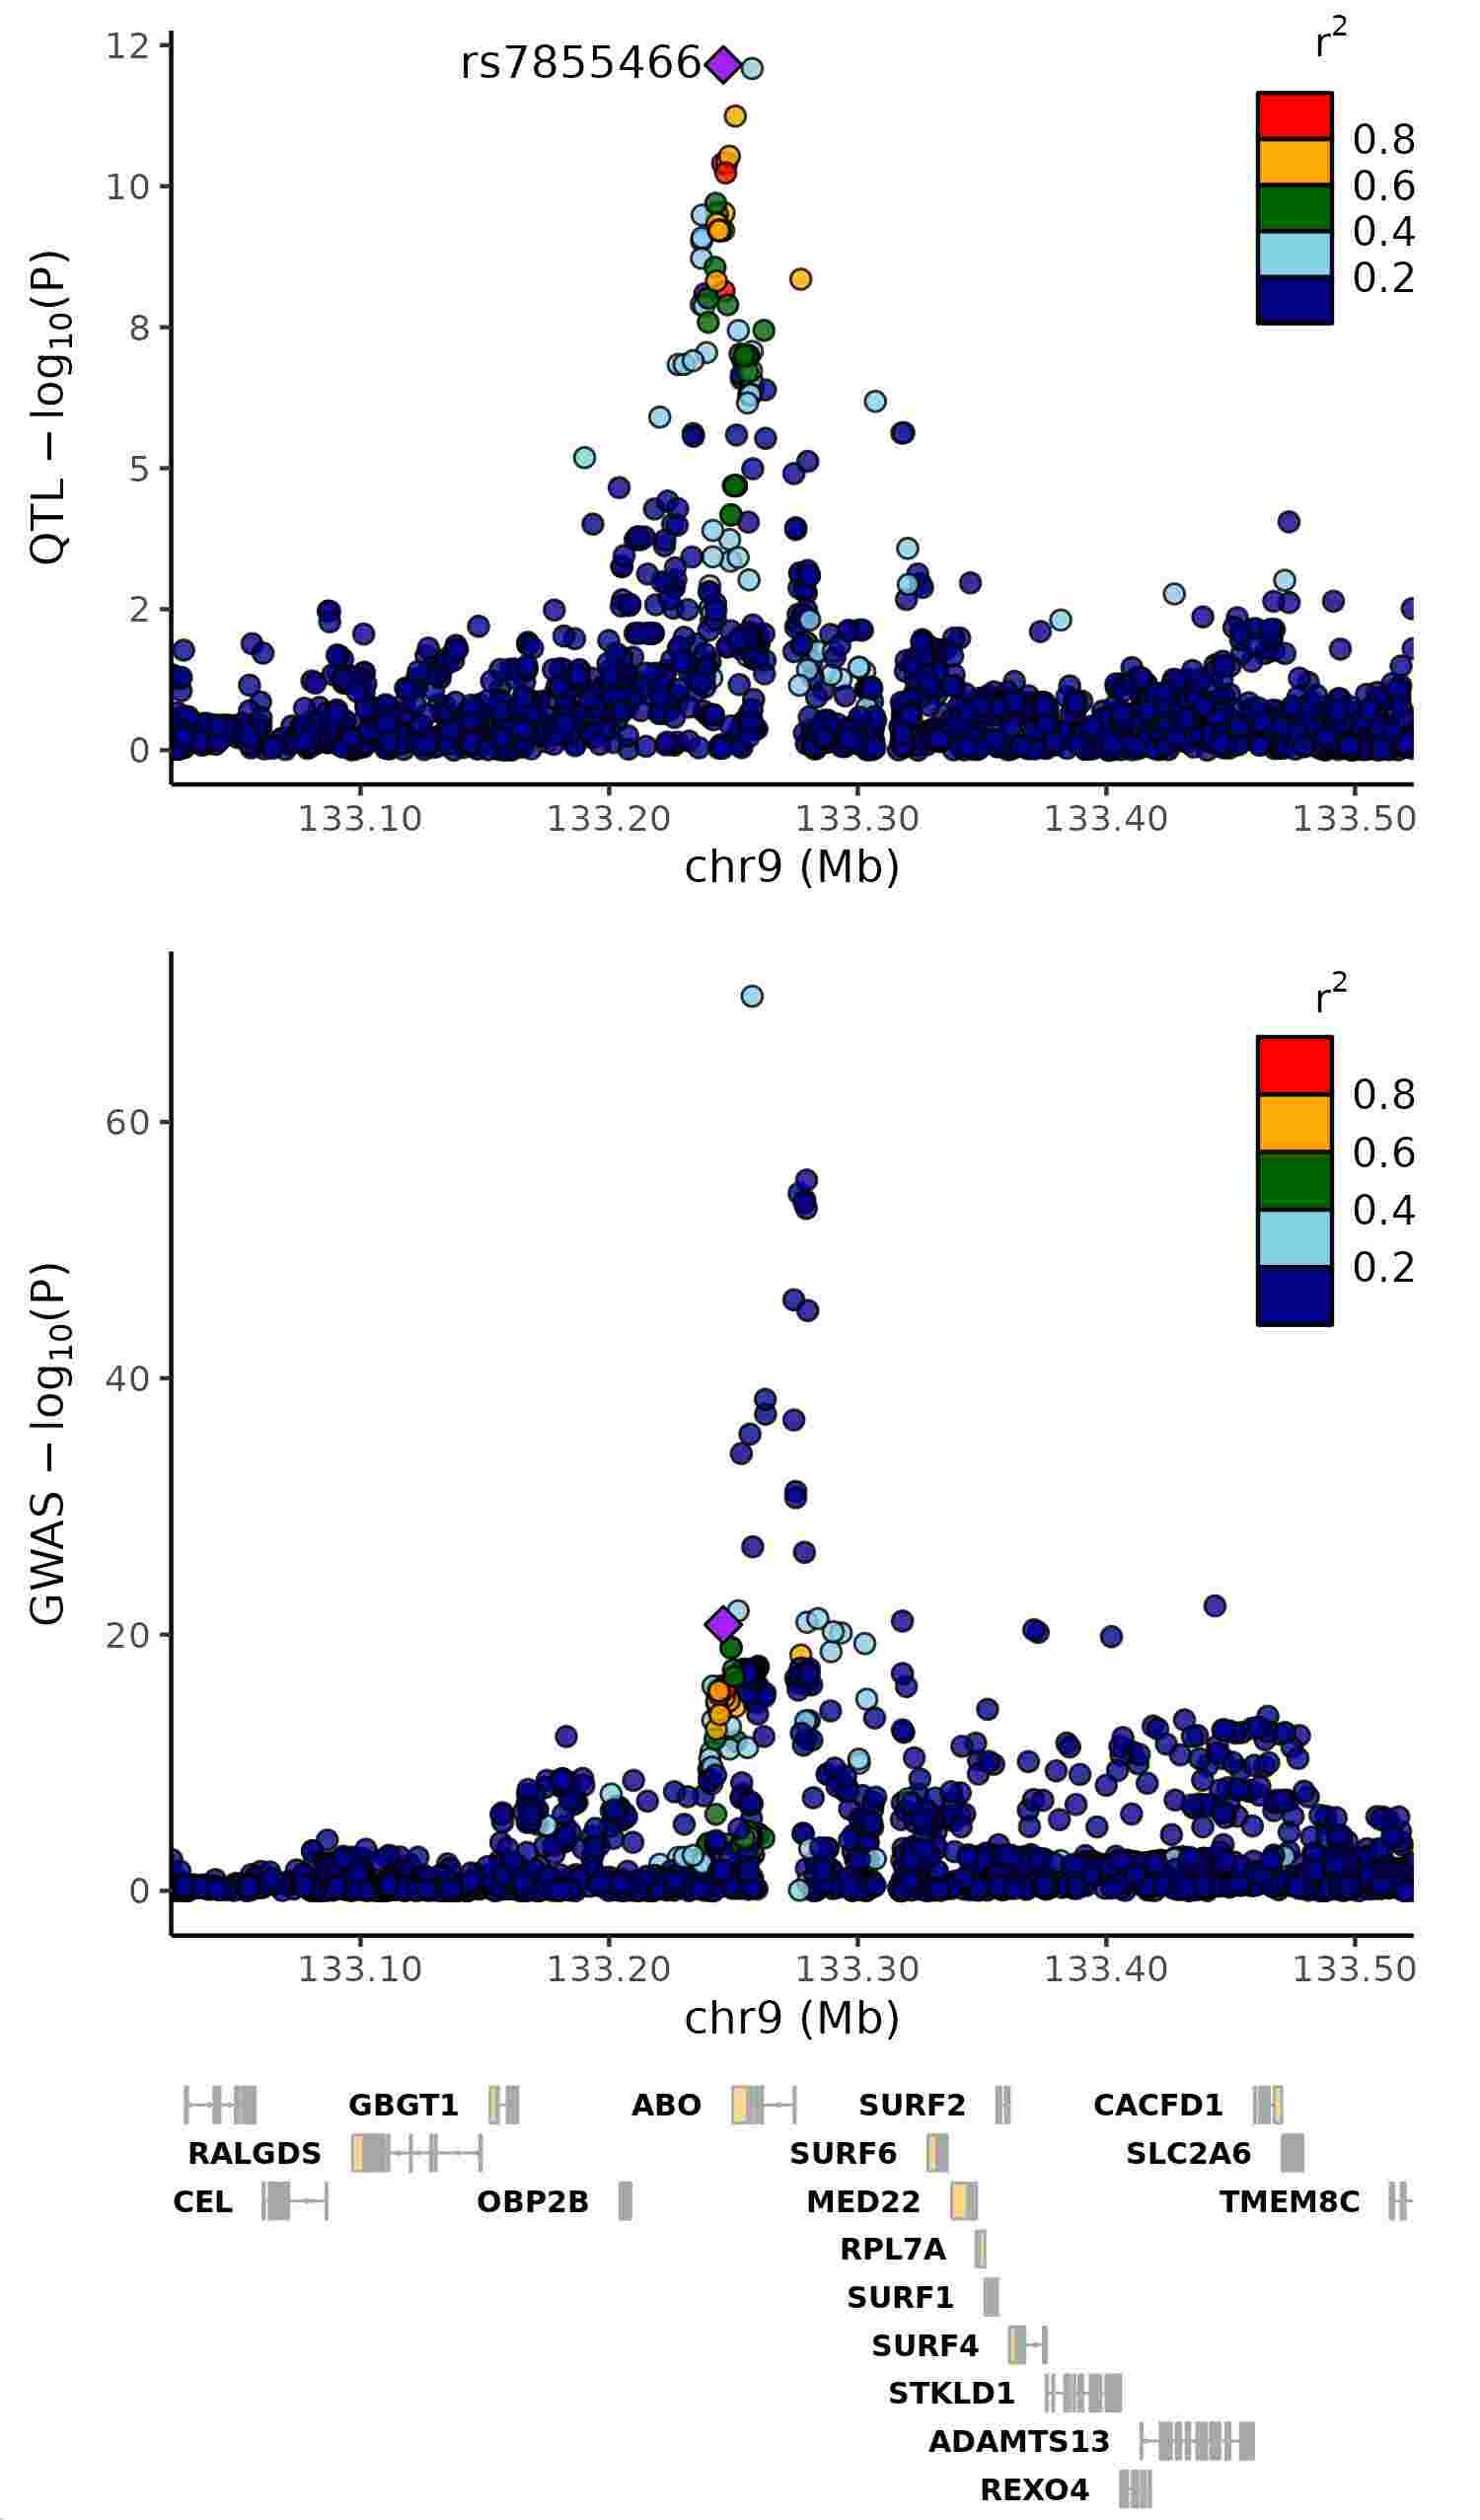 r2
12
rs7855466
0.8
10
0.6
0.4
0.2
8
5
2
0
QTL − log10(P)
133.10 133.20 133.30 133.40 133.50
chr9 (Mb)
r2
60
0.8
0.6
0.4
0.2
40
20
0
GWAS − log10(P)
133.10 133.20 133.30 133.40 133.50
chr9 (Mb)
GBGT1 ABO SURF2 CACFD1
RALGDS SURF6 SLC2A6
CEL OBP2B MED22 TMEM8C
RPL7A
SURF1
SURF4
STKLD1
ADAMTS13
REXO4